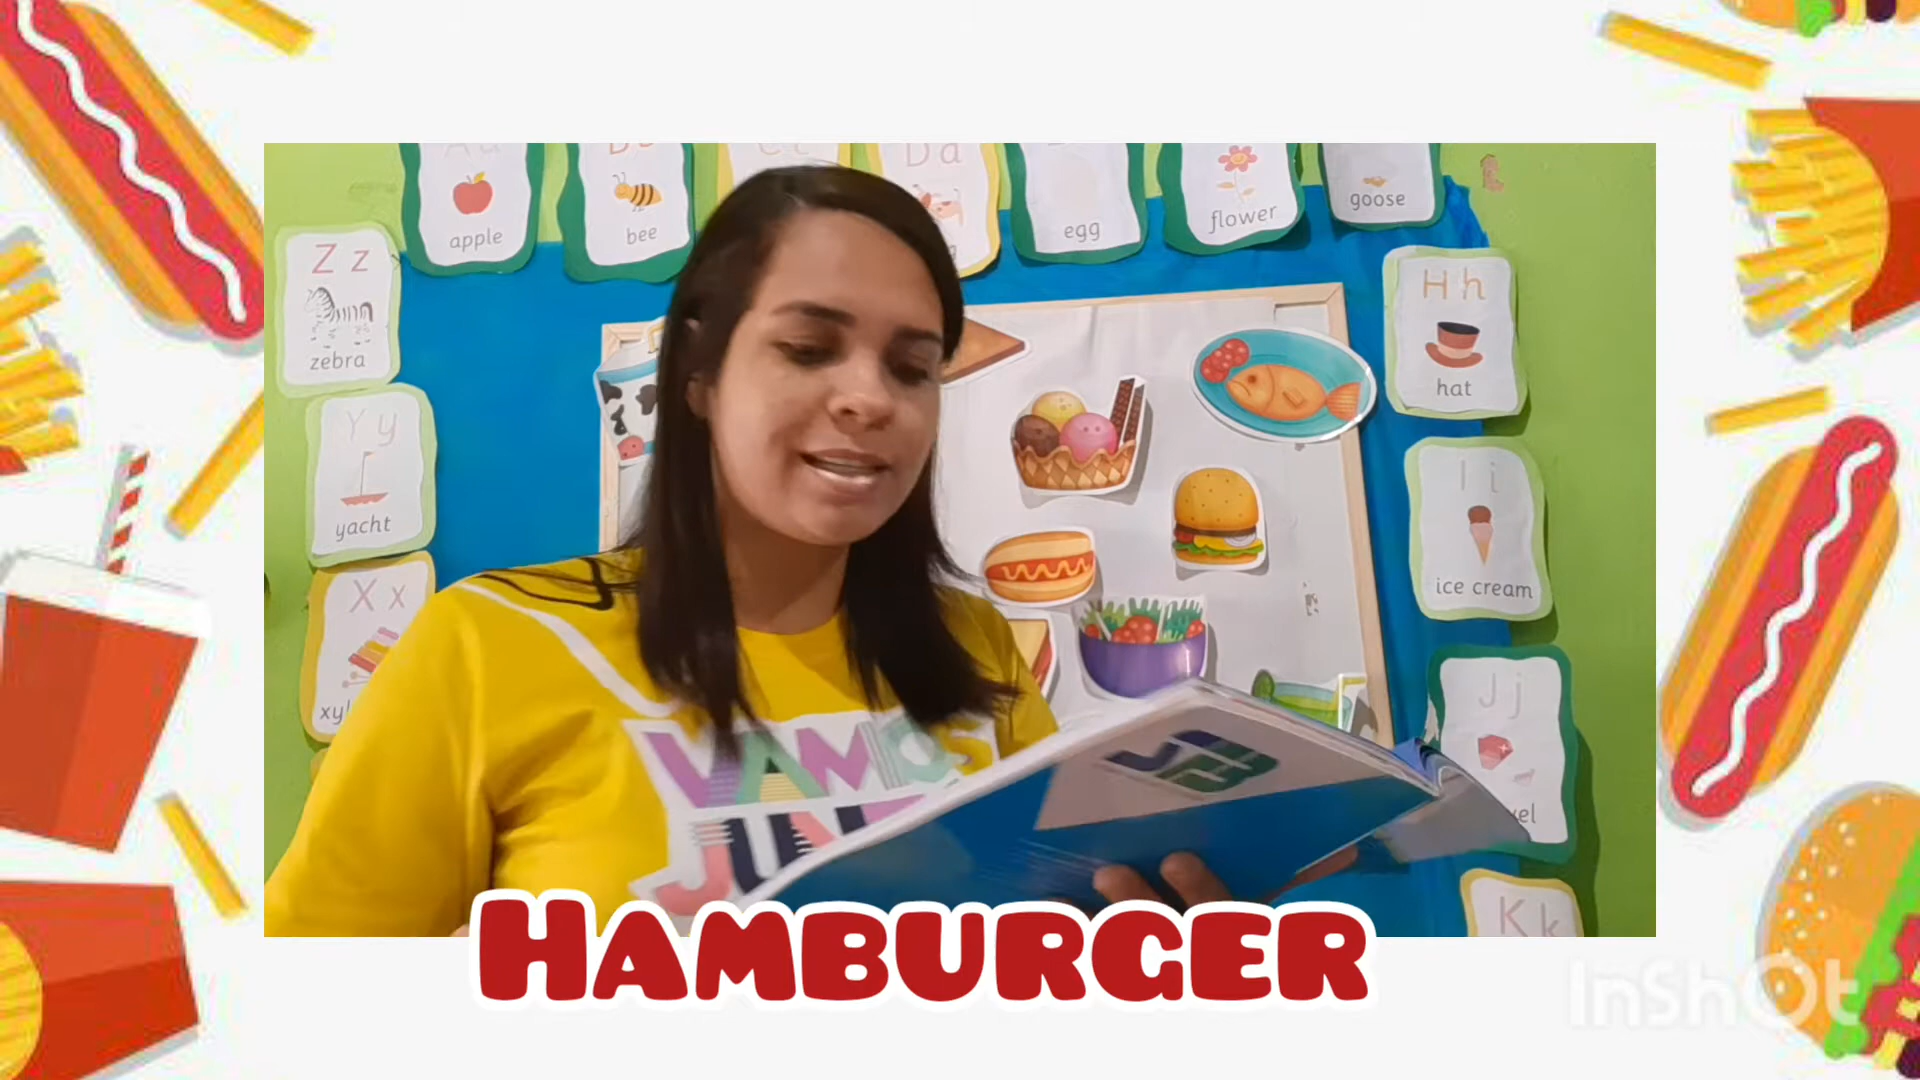 Da
apple
bee
egg
flower
goose
Zz
zebra
Hh
hat
Yy
yacht
Ii
ice cream
Xx
Jj
VAMOS
Kk
HAMBURGER
InShOt